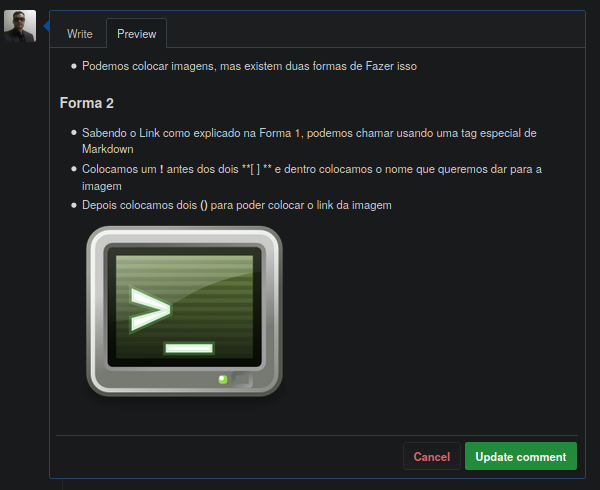 Write Preview
Podemos colocar imagens, mas existem duas formas de Fazer isso
Forma 2
Sabendo o Link como explicado na Forma 1, podemos chamar usando uma tag especial de
Markdown
Colocamos um ! antes dos dois **[ ] ** e dentro colocamos o nome que queremos dar para a
imagem
Depois colocamos dois () para poder colocar o link da imagem
>_
Cancel Update comment